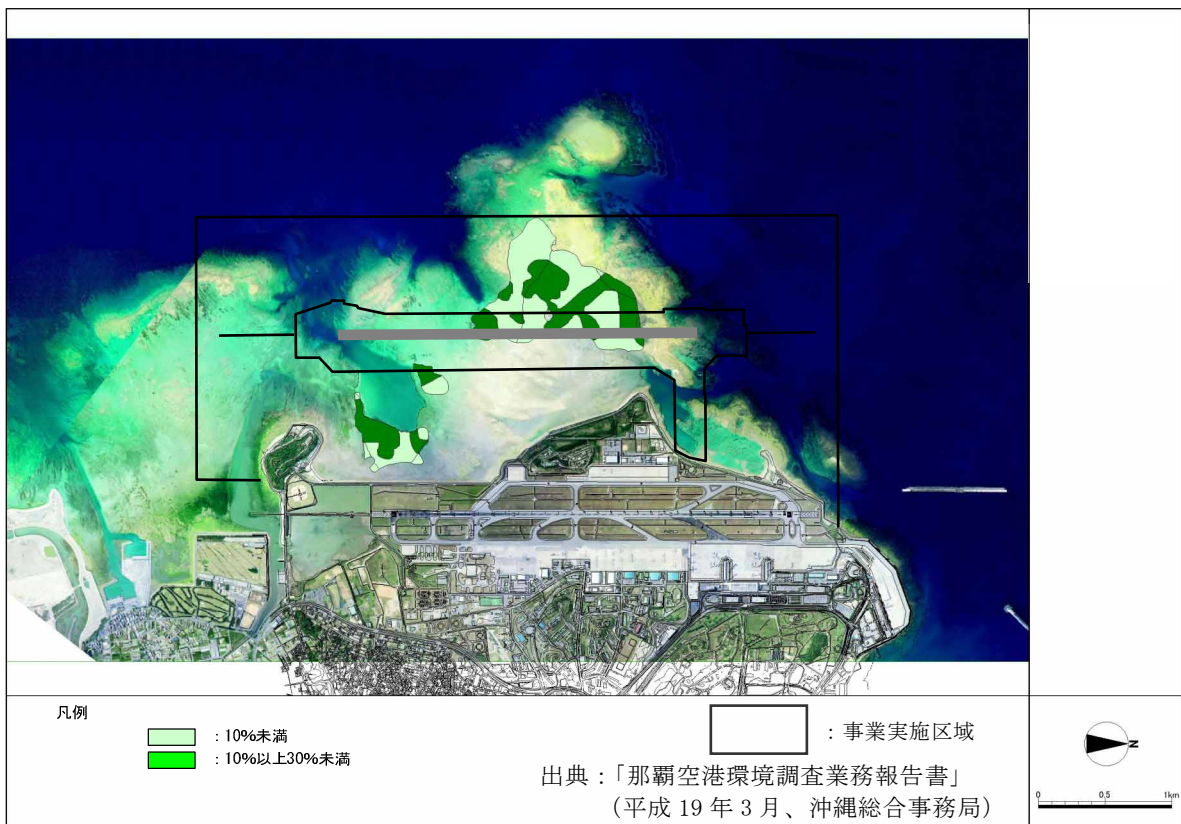 凡例
：10%未満
：10%以上30%未満
：事業実施区域
出典：「那覇空港環境調査業務報告書」
（平成 19 年 3 月、沖縄総合事務局）
N
0 0.5 1km